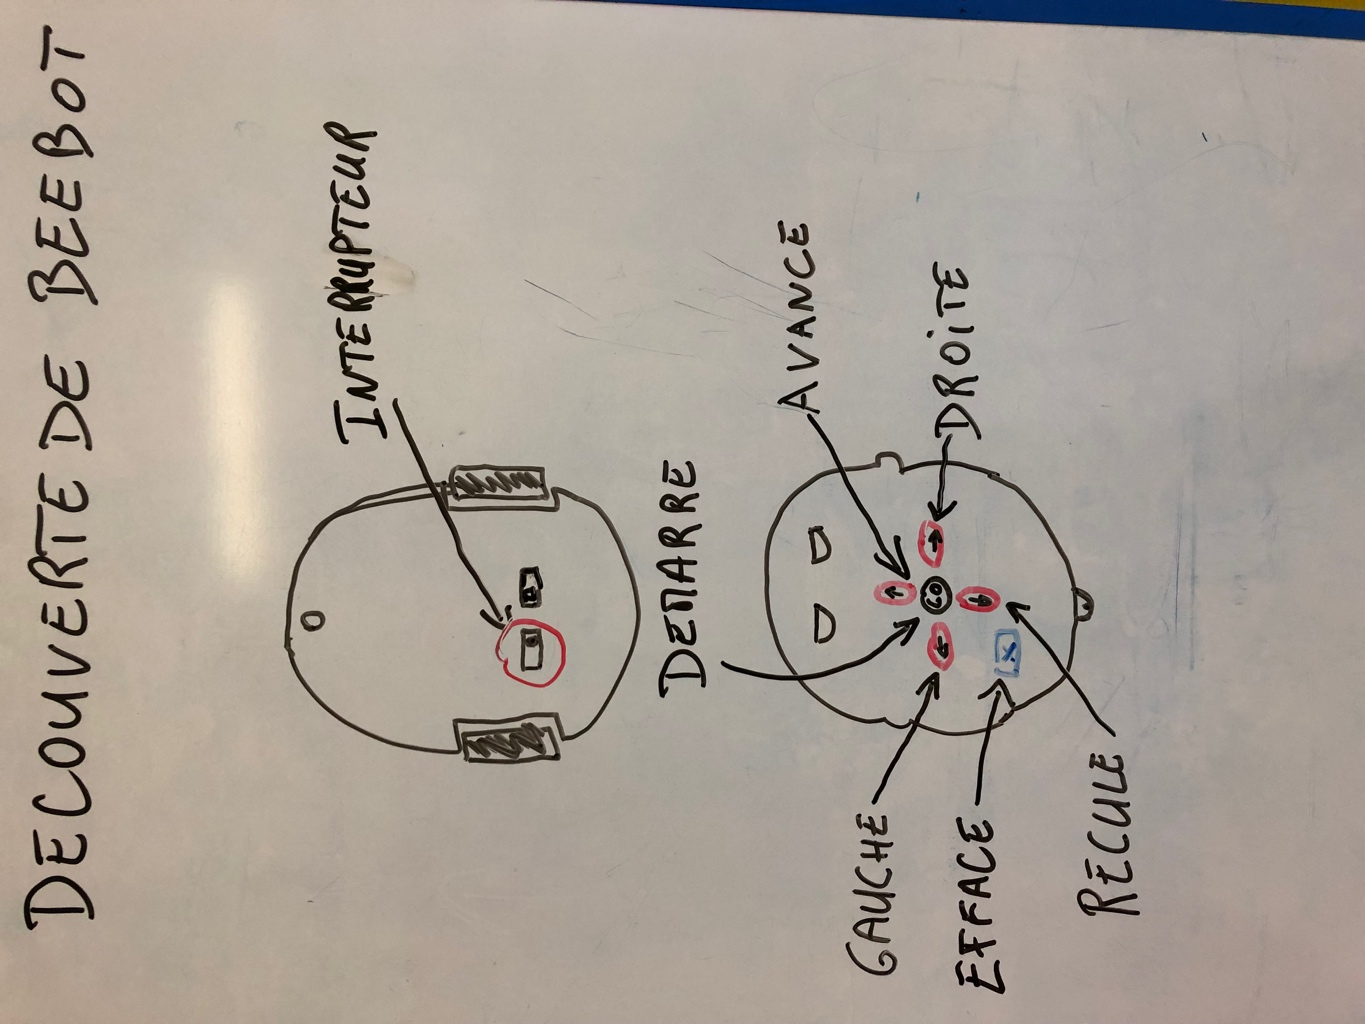 DECOUVERTE DE BEEBOT
INTERRUPTEUR
DEMARRE
AVANCE
DROiTE
GO
X
GAUCHE
EFFACE
RECULE